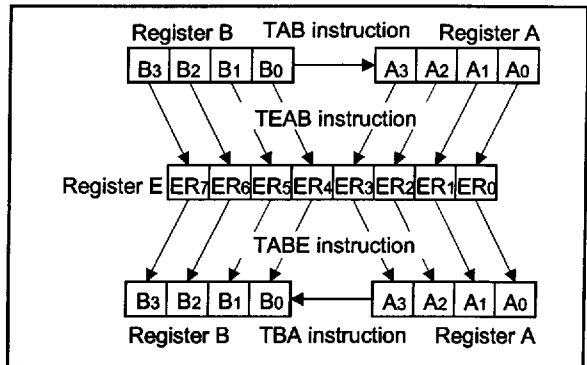 Register B TAB instruction Register A
B3 B2 B1 B0 A3 A2 A1 A0
TEAB instruction
Register E ER7 ER6 ER5 ER4 ER3 ER2 ER1 ER0
TABE instruction
B3 B2 B1 B0 A3 A2 A1 A0
Register B TBA instruction Register A